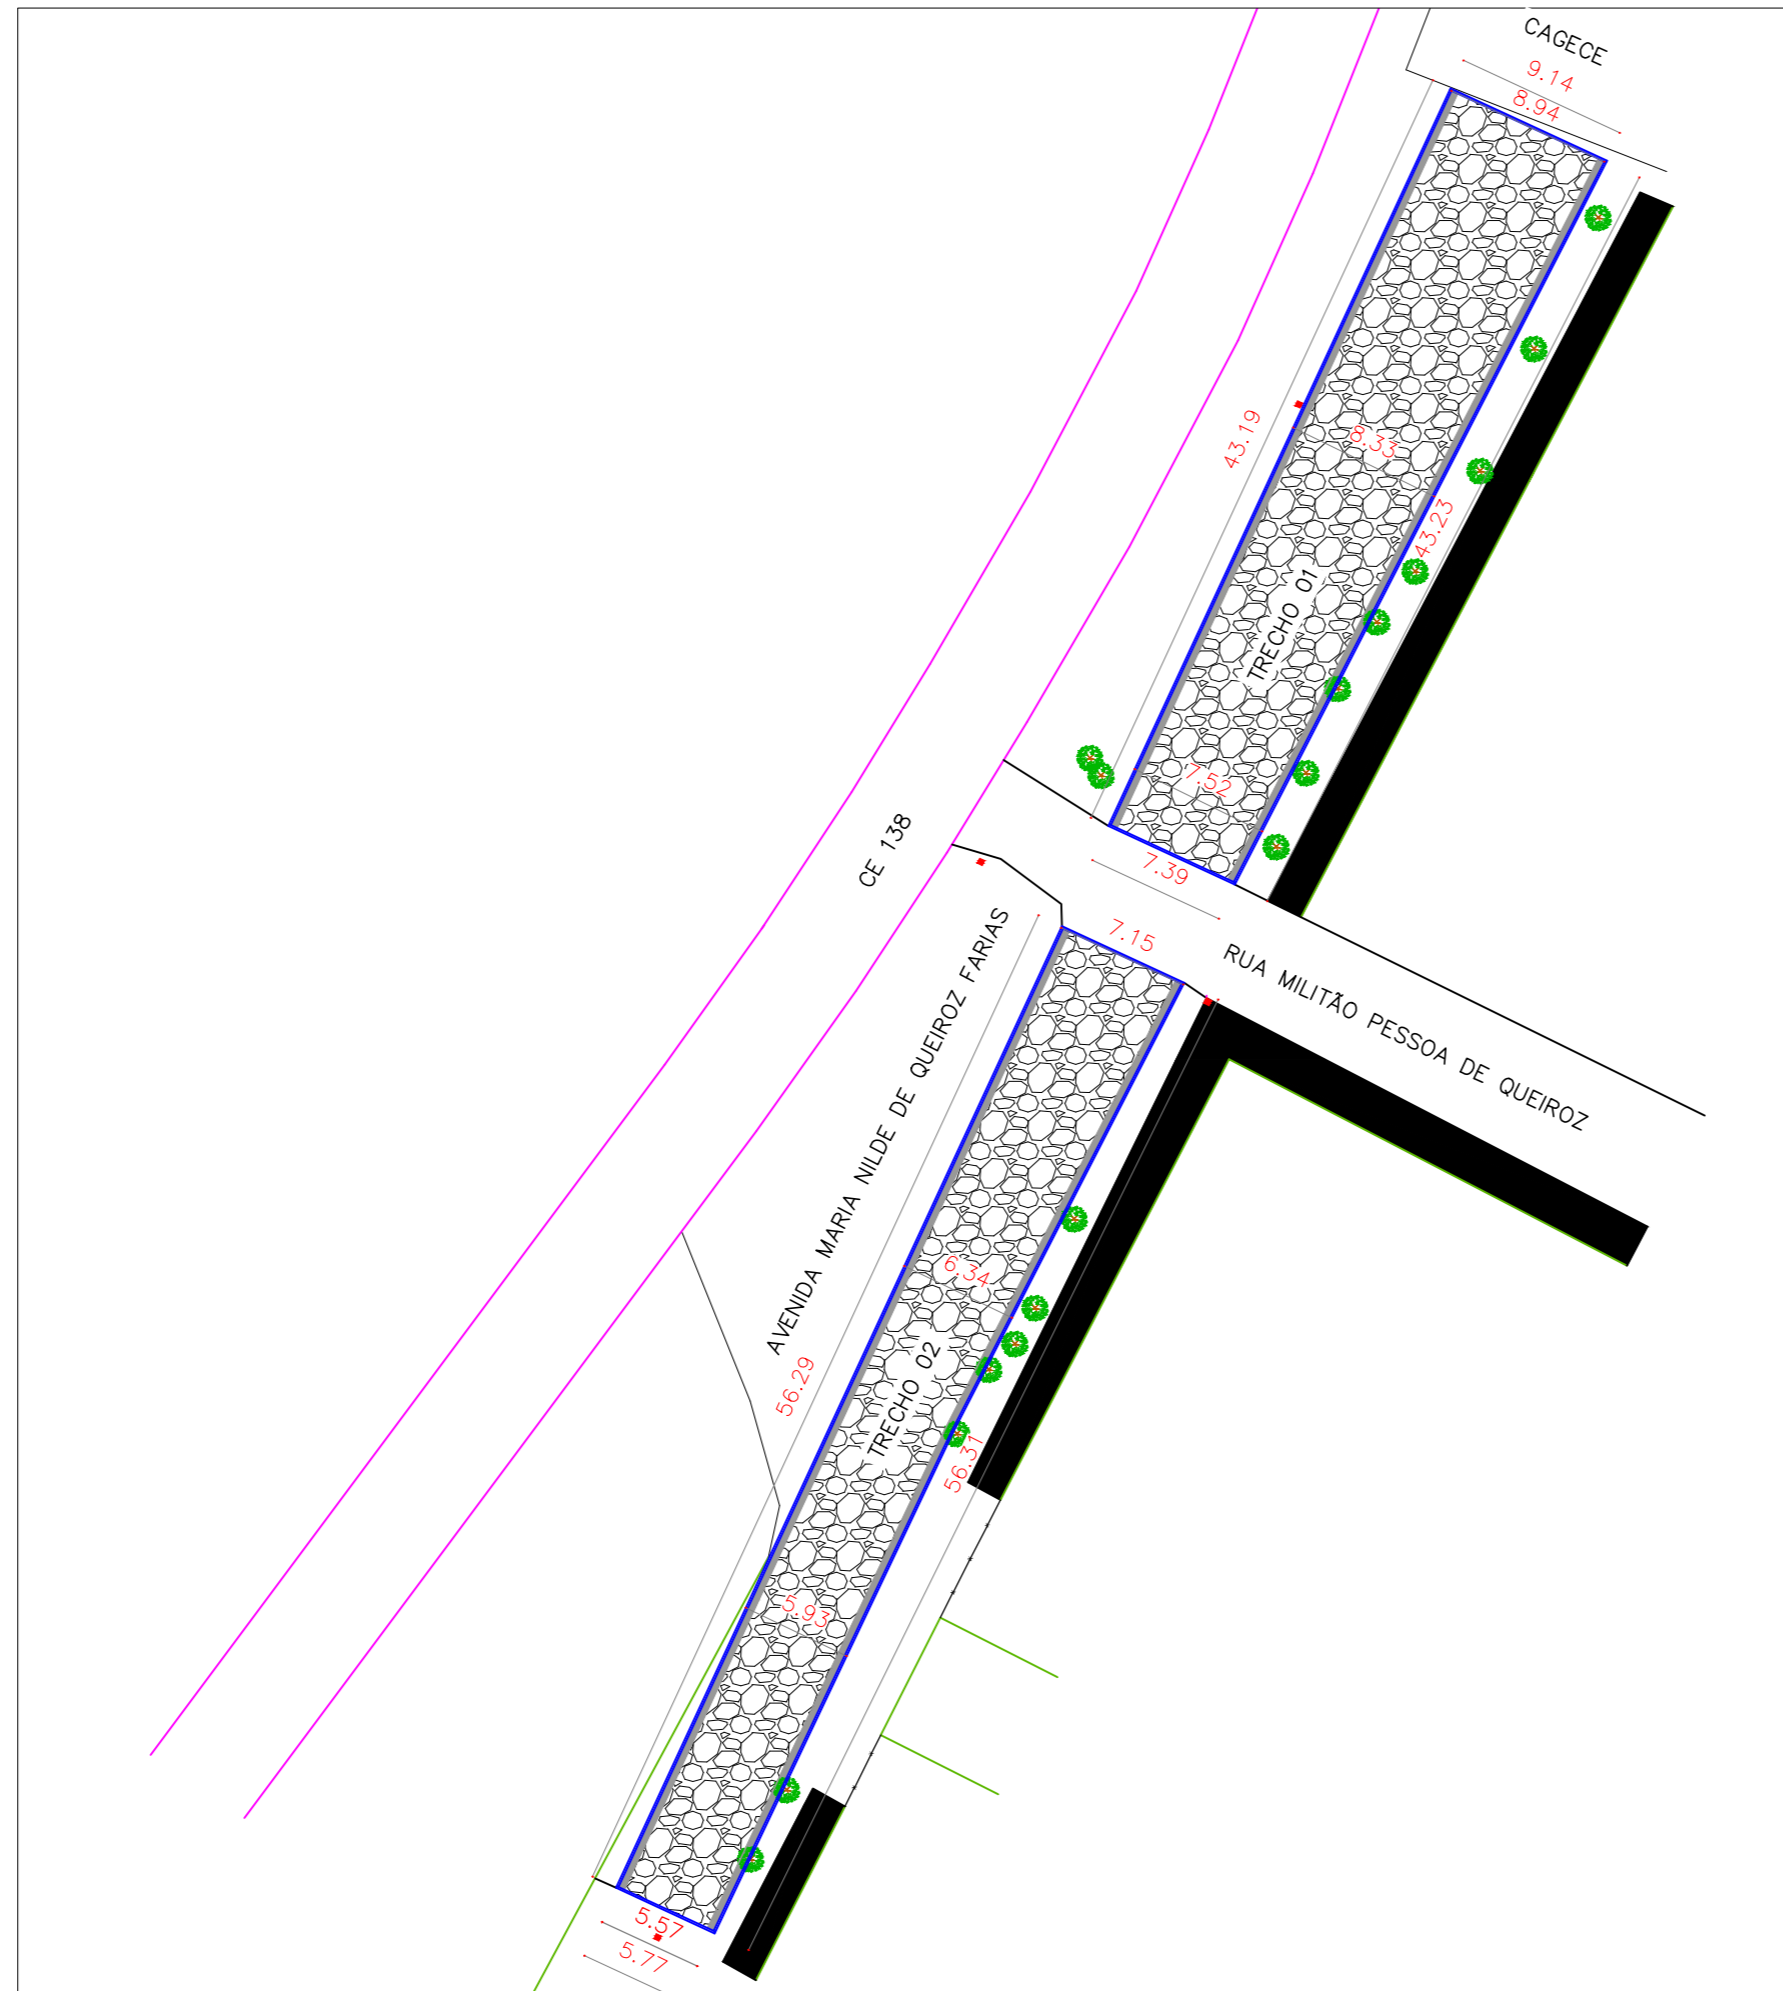 CAGECE
9.14
8.94
43.19
8.33
43.23
TRECHO 01
7.52
CE 138
7.39
7.15
RUA MILITÃO PESSOA DE QUEIROZ
AVENIDA MARIA NILDE DE QUEIROZ FARIAS
6.34
56.29
TRECHO 02
56.31
5.93
5.57
5.77